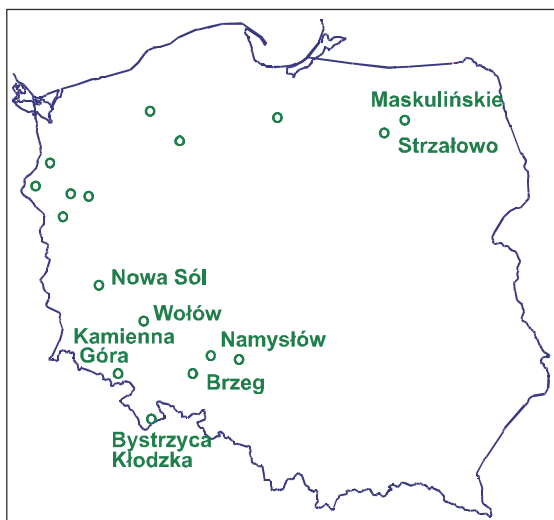 Maskulińskie
Strzałowo
Nowa Sól
Wołów
Kamienna
Góra
Namysłów
Brzeg
Bystrzyca
Kłodzka